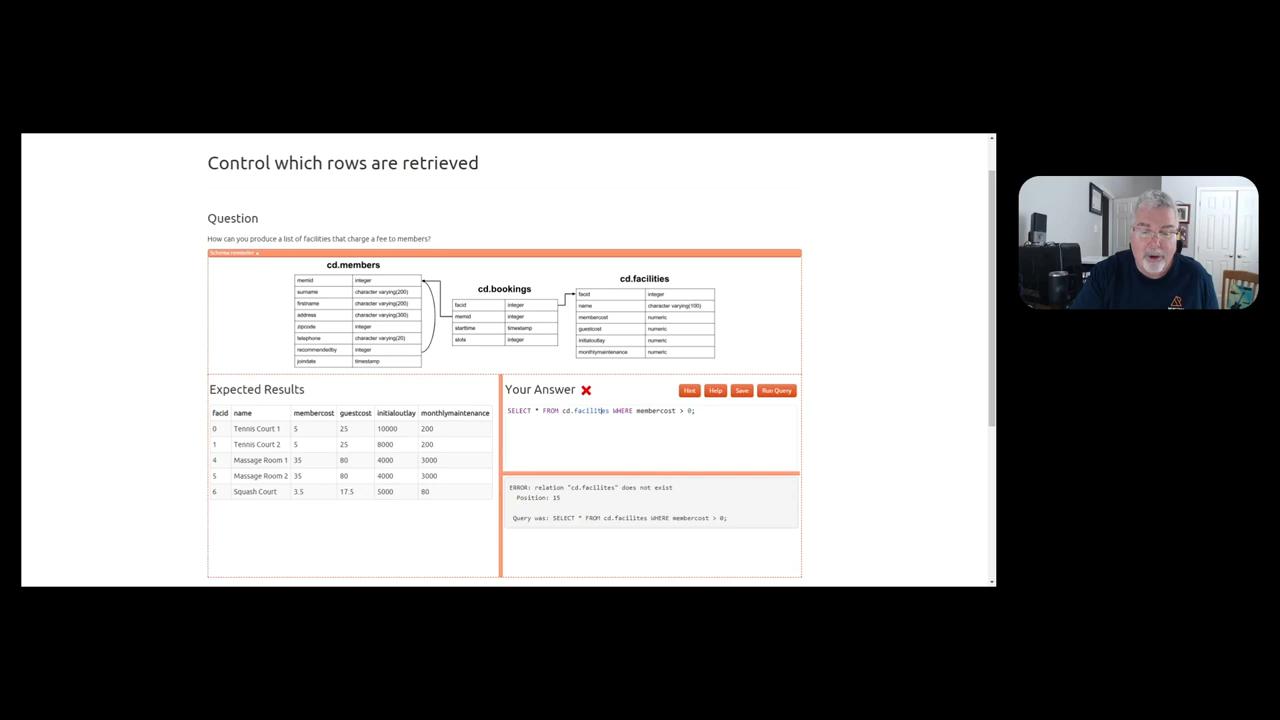 Control which rows are retrieved
Question
How can you produce a list of facilities that charge a fee to members?
Schema reminder
cd.members
memid integer
surname character varying(200)
firstname character varying(200)
address character varying(300)
zipcode integer
telephone character varying(20)
recommendedby integer
joindate timestamp
cd.bookings
facid integer
memid integer
starttime timestamp
slots integer
cd.facilities
facid integer
name character varying(100)
membercost numeric
guestcost numeric
initialoutlay numeric
monthlymaintenance numeric
Expected Results
facid name membercost guestcost initialoutlay monthlymaintenance
0 Tennis Court 1 5 25 10000 200
1 Tennis Court 2 5 25 8000 200
4 Massage Room 1 35 80 4000 3000
5 Massage Room 2 35 80 4000 3000
6 Squash Court 3.5 17.5 5000 80
Your Answer
Hint Help Save Run Query
SELECT * FROM cd.facilites WHERE membercost > 0;
ERROR: relation "cd.facilites" does not exist
Position: 15
Query was: SELECT * FROM cd.facilites WHERE membercost > 0;